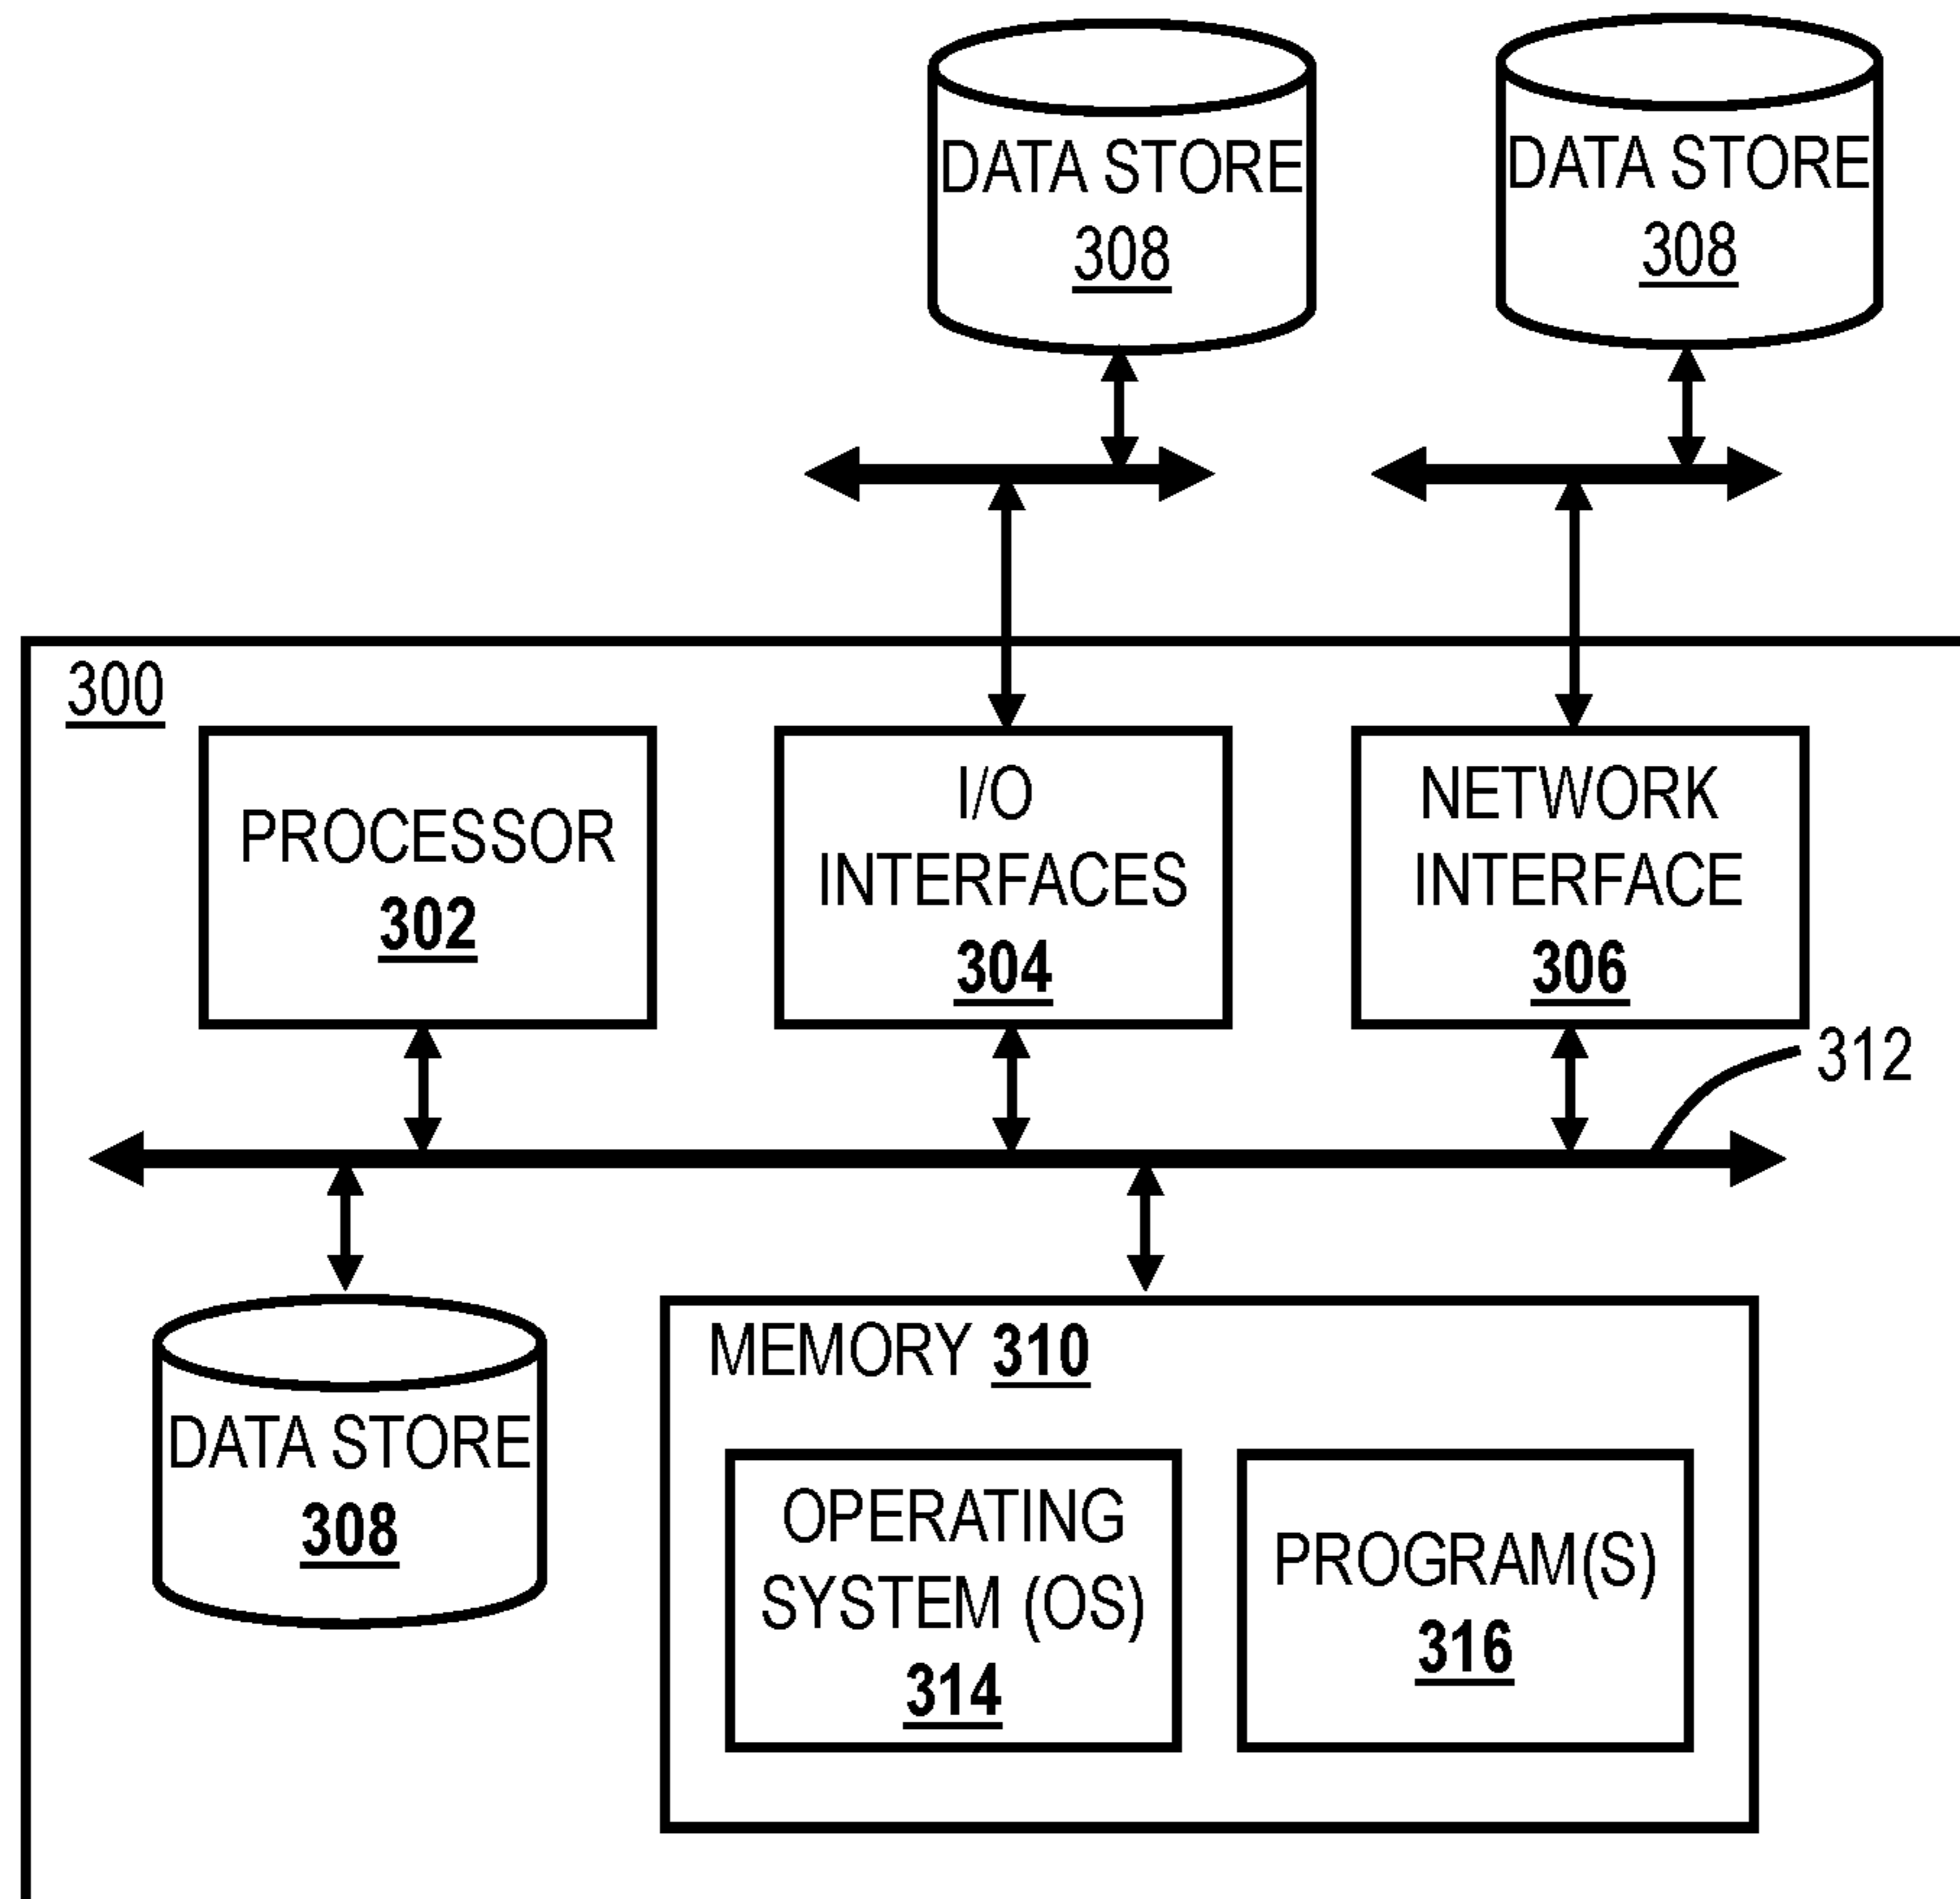 DATA STORE
308
DATA STORE
308
300
PROCESSOR
302
I/O
INTERFACES
304
NETWORK
INTERFACE
306
312
DATA STORE
308
MEMORY 310
OPERATING
SYSTEM (OS)
314
PROGRAM(S)
316